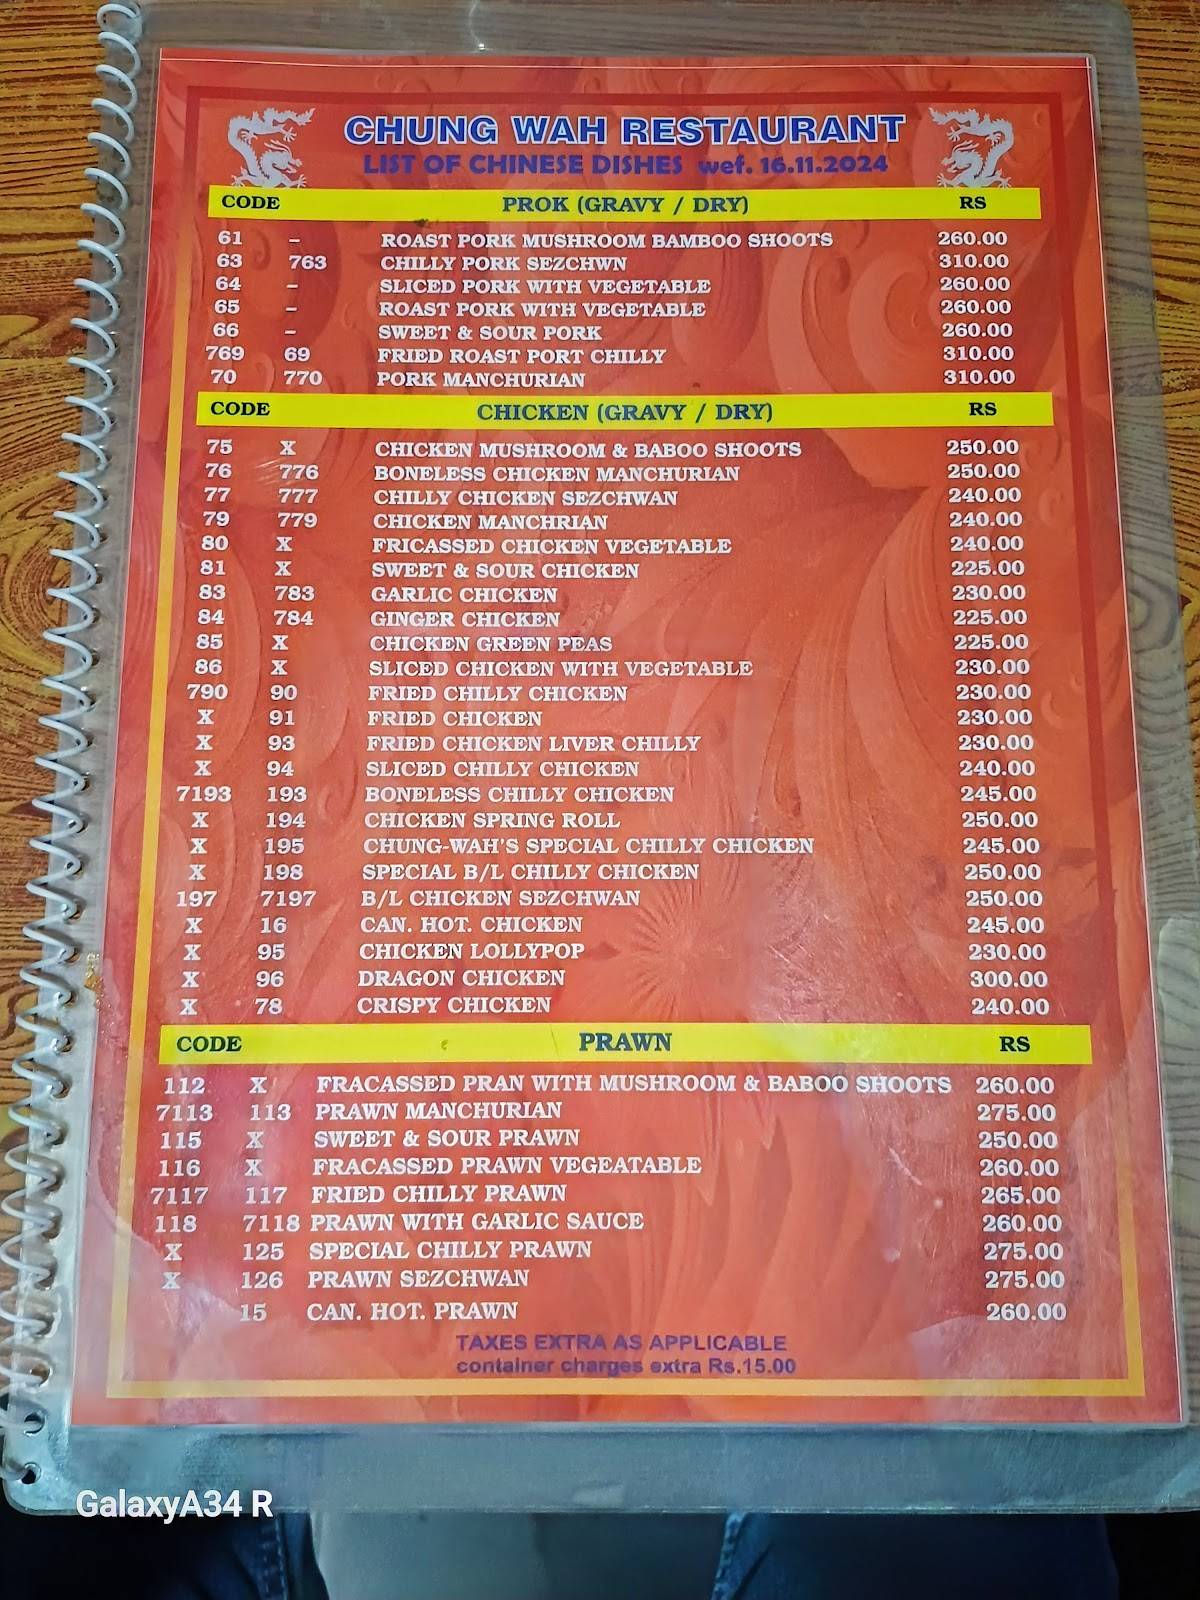 CHUNG WAH RESTAURANT
LIST OF CHINESE DISHES wef. 16.11.2024
CODE PROK (GRAVY / DRY) RS
61 – ROAST PORK MUSHROOM BAMBOO SHOOTS 260.00
63 763 CHILLY PORK SEZCHWN 310.00
64 – SLICED PORK WITH VEGETABLE 260.00
65 – ROAST PORK WITH VEGETABLE 260.00
66 – SWEET & SOUR PORK 260.00
769 69 FRIED ROAST PORT CHILLY 310.00
70 770 PORK MANCHURIAN 310.00
CODE CHICKEN (GRAVY / DRY) RS
75 X CHICKEN MUSHROOM & BABOO SHOOTS 250.00
76 776 BONELESS CHICKEN MANCHURIAN 250.00
77 777 CHILLY CHICKEN SEZCHWAN 240.00
79 779 CHICKEN MANCHRIAN 240.00
80 X FRICASSED CHICKEN VEGETABLE 240.00
81 X SWEET & SOUR CHICKEN 225.00
83 783 GARLIC CHICKEN 230.00
84 784 GINGER CHICKEN 225.00
85 X CHICKEN GREEN PEAS 225.00
86 X SLICED CHICKEN WITH VEGETABLE 230.00
790 90 FRIED CHILLY CHICKEN 230.00
X 91 FRIED CHICKEN 230.00
X 93 FRIED CHICKEN LIVER CHILLY 230.00
X 94 SLICED CHILLY CHICKEN 240.00
7193 193 BONELESS CHILLY CHICKEN 245.00
X 194 CHICKEN SPRING ROLL 250.00
X 195 CHUNG-WAH'S SPECIAL CHILLY CHICKEN 245.00
X 198 SPECIAL B/L CHILLY CHICKEN 250.00
197 7197 B/L CHICKEN SEZCHWAN 250.00
X 16 CAN. HOT. CHICKEN 245.00
X 95 CHICKEN LOLLYPOP 230.00
X 96 DRAGON CHICKEN 300.00
X 78 CRISPY CHICKEN 240.00
CODE PRAWN RS
112 X FRACASSED PRAN WITH MUSHROOM & BABOO SHOOTS 260.00
7113 113 PRAWN MANCHURIAN 275.00
115 X SWEET & SOUR PRAWN 250.00
116 X FRACASSED PRAWN VEGEATABLE 260.00
7117 117 FRIED CHILLY PRAWN 265.00
118 7118 PRAWN WITH GARLIC SAUCE 260.00
X 125 SPECIAL CHILLY PRAWN 275.00
X 126 PRAWN SEZCHWAN 275.00
15 CAN. HOT. PRAWN 260.00
TAXES EXTRA AS APPLICABLE
container charges extra Rs.15.00
GalaxyA34 R